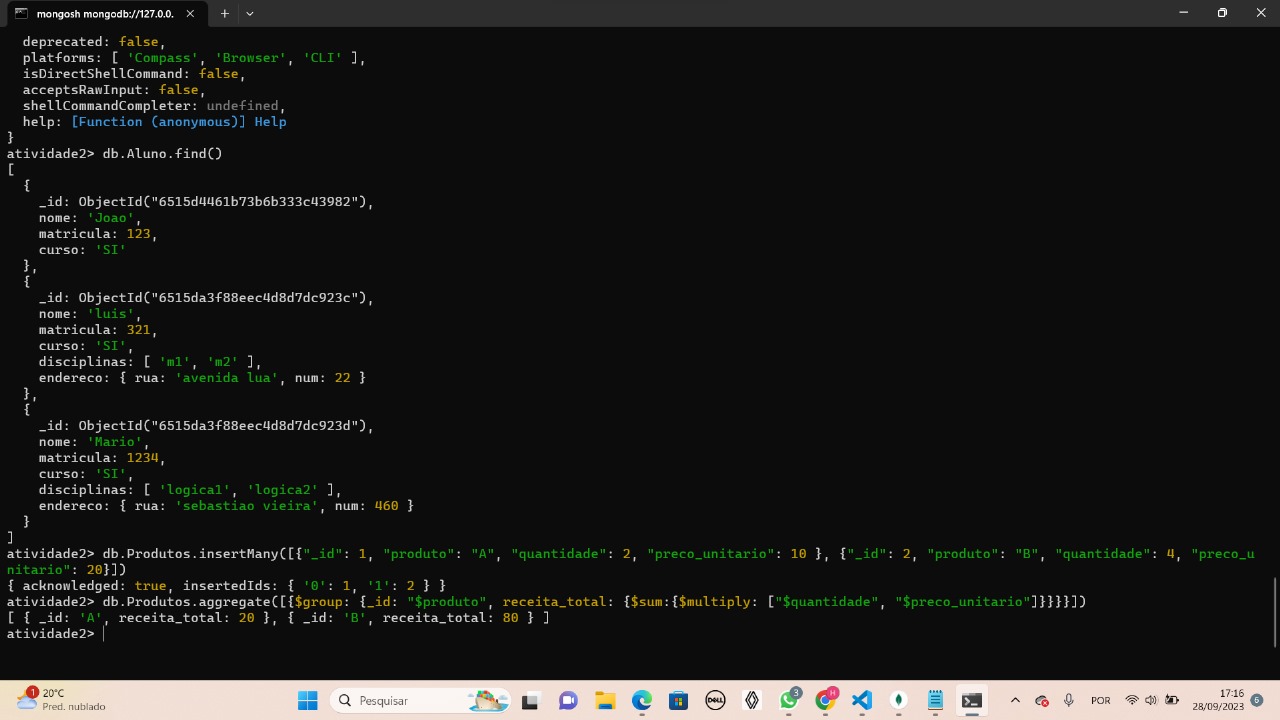 mongosh mongodb://127.0.0.
deprecated: false,
platforms: [ 'Compass', 'Browser', 'CLI' ],
isDirectShellCommand: false,
acceptsRawInput: false,
shellCommandCompleter: undefined,
help: [Function (anonymous)] Help
}
atividade2> db.Aluno.find()
[
{
_id: ObjectId("6515d4461b73b6b333c43982"),
nome: 'Joao',
matricula: 123,
curso: 'SI'
},
{
_id: ObjectId("6515da3f88eec4d8d7dc923c"),
nome: 'luis',
matricula: 321,
curso: 'SI',
disciplinas: [ 'm1', 'm2' ],
endereco: { rua: 'avenida lua', num: 22 }
},
{
_id: ObjectId("6515da3f88eec4d8d7dc923d"),
nome: 'Mario',
matricula: 1234,
curso: 'SI',
disciplinas: [ 'logica1', 'logica2' ],
endereco: { rua: 'sebastiao vieira', num: 460 }
}
]
atividade2> db.Produtos.insertMany([{"_id": 1, "produto": "A", "quantidade": 2, "preco_unitario": 10 }, {"_id": 2, "produto": "B", "quantidade": 4, "preco_u
nitario": 20}])
{ acknowledged: true, insertedIds: { '0': 1, '1': 2 } }
atividade2> db.Produtos.aggregate([{$group: {_id: "$produto", receita_total: {$sum:{$multiply: ["$quantidade", "$preco_unitario"]}}}}])
[ { _id: 'A', receita_total: 20 }, { _id: 'B', receita_total: 80 } ]
atividade2>
1
20°C
Pred. nublado
Pesquisar
DELL
3
H
POR
17:16
28/09/2023
6